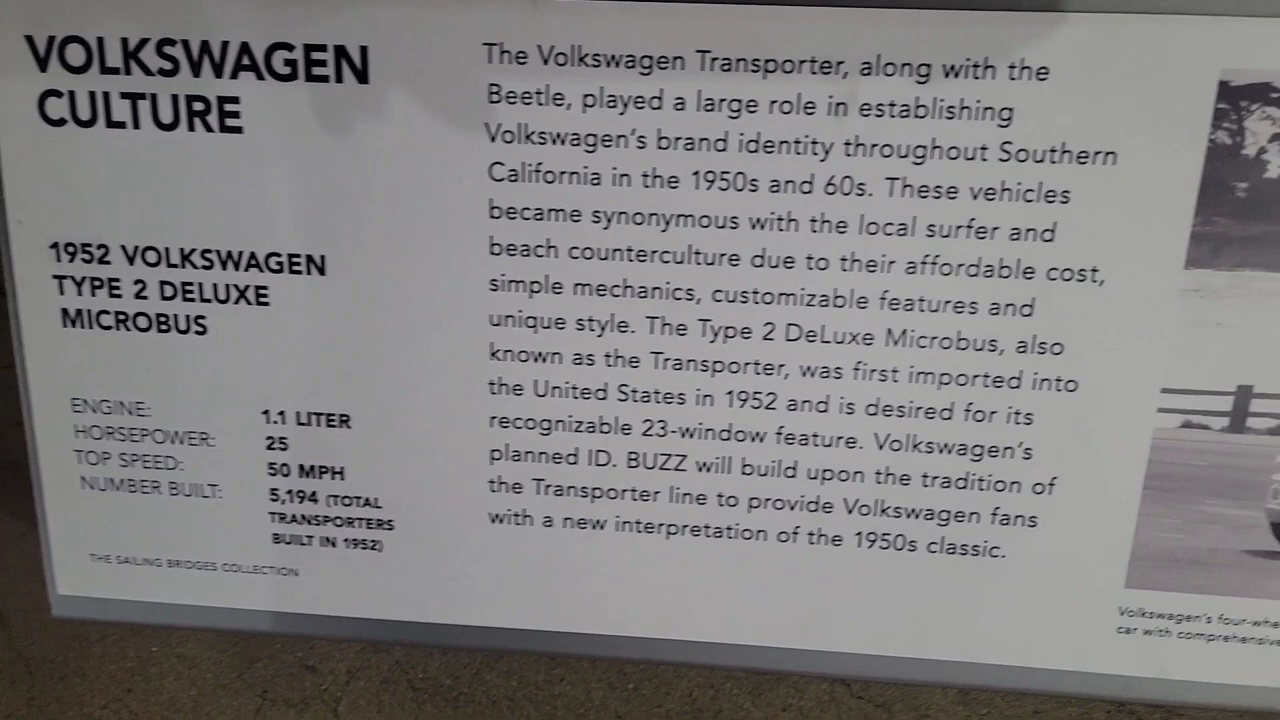 VOLKSWAGEN
CULTURE
1952 VOLKSWAGEN
TYPE 2 DELUXE
MICROBUS
ENGINE: 1.1 LITER
HORSEPOWER: 25
TOP SPEED: 50 MPH
NUMBER BUILT: 5,194 (TOTAL
TRANSPORTERS
BUILT IN 1952)
THE SAILING BRIDGES COLLECTION
The Volkswagen Transporter, along with the
Beetle, played a large role in establishing
Volkswagen's brand identity throughout Southern
California in the 1950s and 60s. These vehicles
became synonymous with the local surfer and
beach counterculture due to their affordable cost,
simple mechanics, customizable features and
unique style. The Type 2 DeLuxe Microbus, also
known as the Transporter, was first imported into
the United States in 1952 and is desired for its
recognizable 23-window feature. Volkswagen's
planned ID. BUZZ will build upon the tradition of
the Transporter line to provide Volkswagen fans
with a new interpretation of the 1950s classic.
Volkswagen's four-whe
car with comprehensive